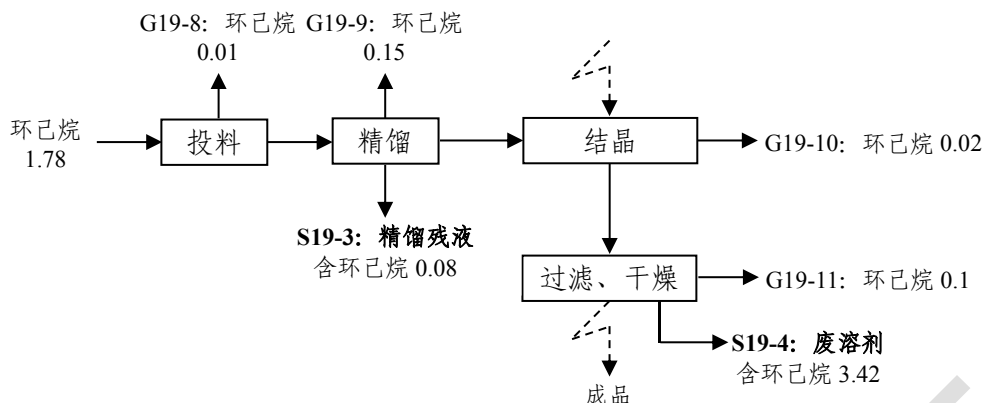 G19-8：环己烷
0.01
G19-9：环己烷
0.15
环己烷
1.78
投料
精馏
结晶
G19-10：环己烷 0.02
S19-3：精馏残液
含环己烷 0.08
过滤、干燥
G19-11：环己烷 0.1
S19-4：废溶剂
含环己烷 3.42
成品